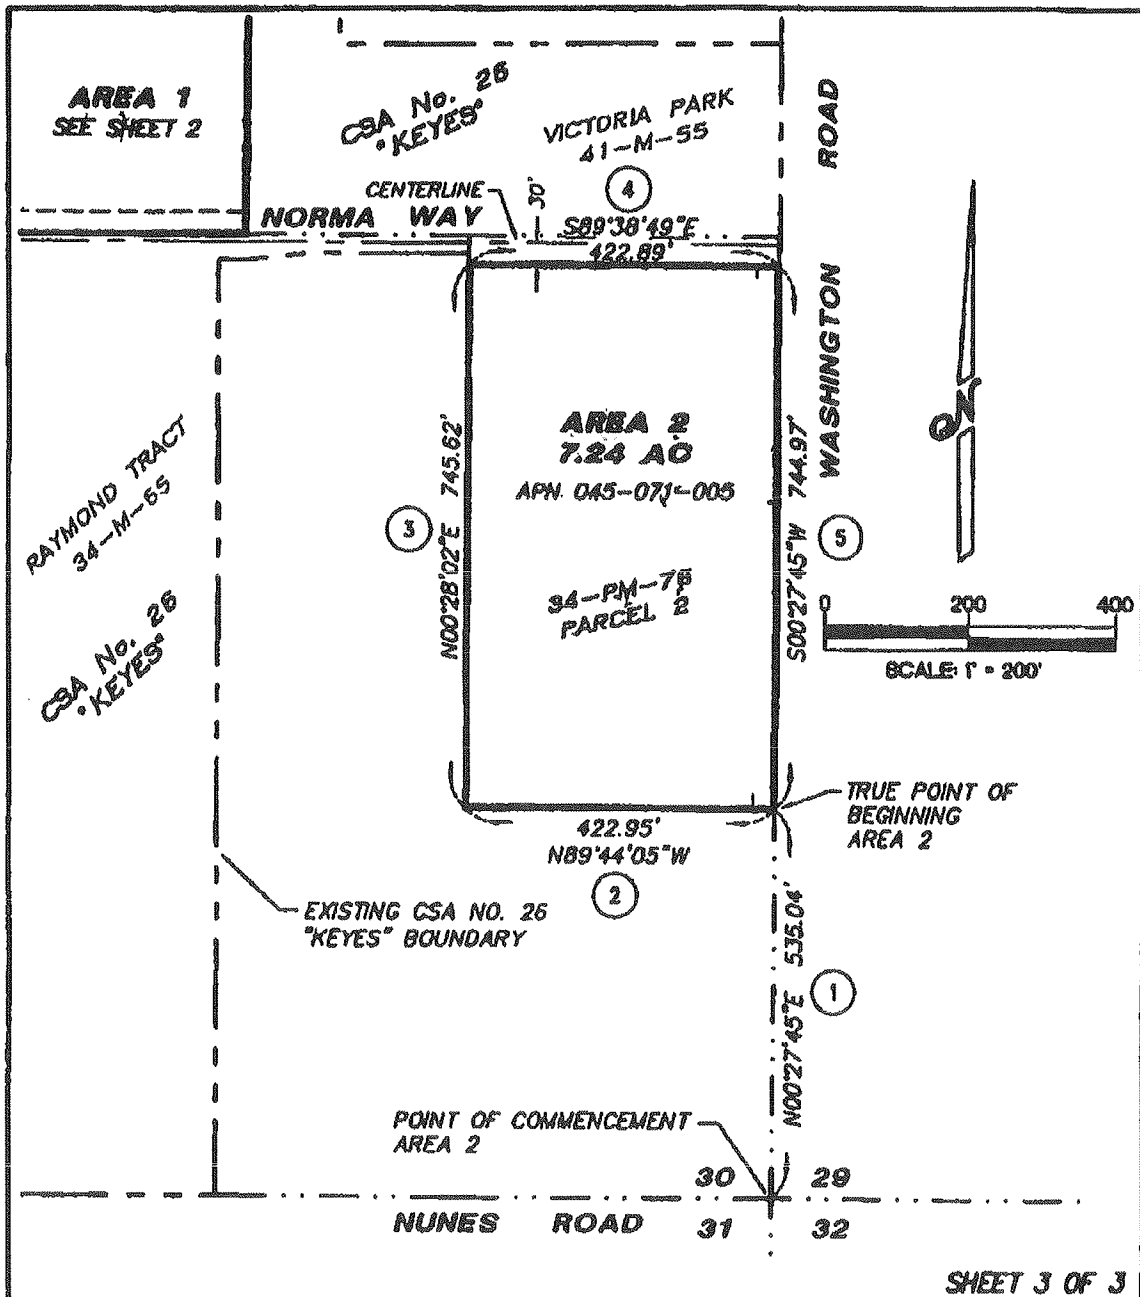 AREA 1
SEE SHEET 2
CSA No. 26
"KEYES"
VICTORIA PARK
41-M-55
ROAD
CENTERLINE
30'
4
NORMA WAY
S89°38'49"E
422.89'
WASHINGTON
N
AREA 2
7.24 AC
APN. 045-071-005
34-PM-76
PARCEL 2
RAYMOND TRACT
34-M-65
CSA No. 26
"KEYES"
3
N00°28'02"E 745.62'
S00°27'45"W 744.97'
5
0 200 400
SCALE: 1" = 200'
TRUE POINT OF
BEGINNING
AREA 2
422.95'
N89°44'05"W
2
EXISTING CSA NO. 26
"KEYES" BOUNDARY
N00°27'45"E 535.04'
1
POINT OF COMMENCEMENT
AREA 2
30 29
NUNES ROAD 31 32
SHEET 3 OF 3